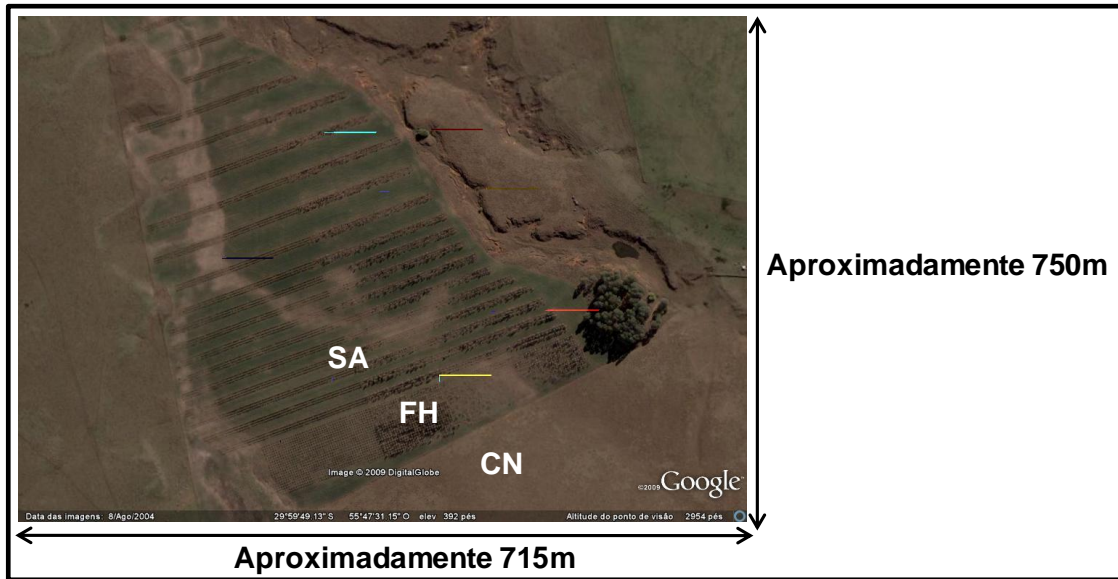 Aproximadamente 750m
SA
FH
CN
Image © 2009 DigitalGlobe
©2009 Google
Data das imagens: 8/Ago/2004 29°59'49.13" S 55°47'31.15" O elev 392 pés Altitude do ponto de visão 2954 pés
Aproximadamente 715m